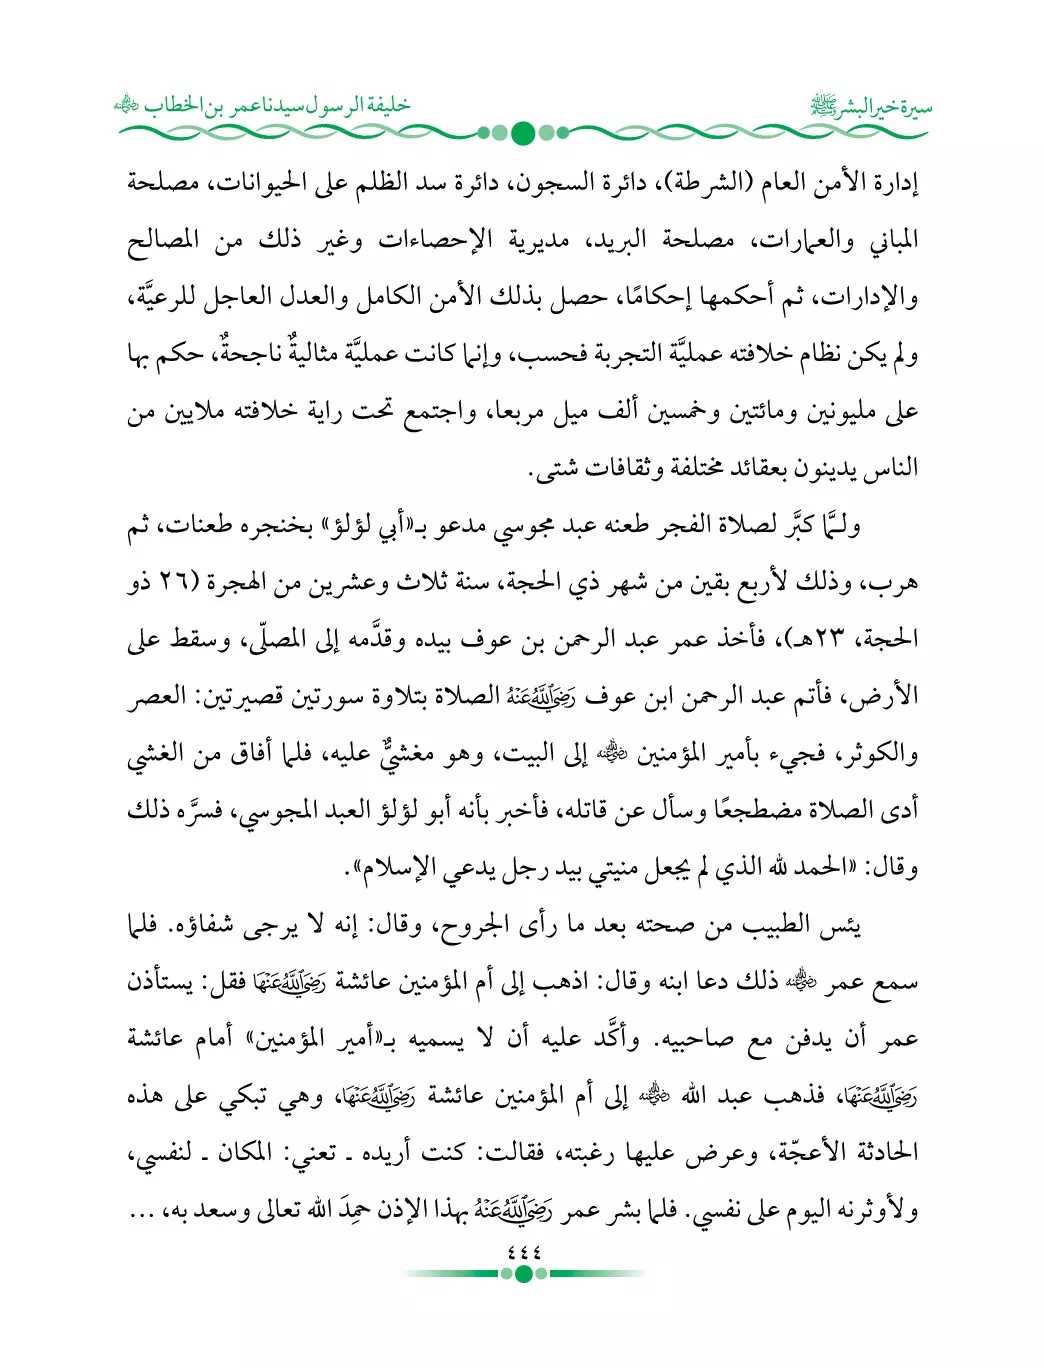 سيرة خير البشر ﷺ
خليفة الرسول سيدنا عمر بن الخطاب رضي الله عنه
إدارة الأمن العام (الشرطة)، دائرة السجون، دائرة سد الظلم على الحيوانات، مصلحة
المباني والعمارات، مصلحة البريد، مديرية الإحصاءات وغير ذلك من المصالح
والإدارات، ثم أحكمها إحكامًا، حصل بذلك الأمن الكامل والعدل العاجل للرعيَّة،
ولم يكن نظام خلافته عمليَّة التجربة فحسب، وإنما كانت عمليَّة مثاليةٌ ناجحةٌ، حكم بها
على مليونين ومائتين وخمسين ألف ميل مربعا، واجتمع تحت راية خلافته ملايين من
الناس يدينون بعقائد مختلفة وثقافات شتى.
ولـمَّا كبَّر لصلاة الفجر طعنه عبد مجوسي مدعو بـ«أبي لؤلؤ» بخنجره طعنات، ثم
هرب، وذلك لأربع بقين من شهر ذي الحجة، سنة ثلاث وعشرين من الهجرة (٢٦ ذو
الحجة، ٢٣هـ)، فأخذ عمر عبد الرحمن بن عوف بيده وقدَّمه إلى المصلّى، وسقط على
الأرض، فأتم عبد الرحمن ابن عوف رَضِيَ اللَّهُ عَنْهُ الصلاة بتلاوة سورتين قصيرتين: العصر
والكوثر، فجيء بأمير المؤمنين رضي الله عنه إلى البيت، وهو مغشيٌّ عليه، فلما أفاق من الغشي
أدى الصلاة مضطجعًا وسأل عن قاتله، فأخبر بأنه أبو لؤلؤ العبد المجوسي، فسرَّه ذلك
وقال: «الحمد لله الذي لم يجعل منيتي بيد رجل يدعي الإسلام».
يئس الطبيب من صحته بعد ما رأى الجروح، وقال: إنه لا يرجى شفاؤه. فلما
سمع عمر رضي الله عنه ذلك دعا ابنه وقال: اذهب إلى أم المؤمنين عائشة رَضِيَ اللَّهُ عَنْهَا فقل: يستأذن
عمر أن يدفن مع صاحبيه. وأكَّد عليه أن لا يسميه بـ«أمير المؤمنين» أمام عائشة
رَضِيَ اللَّهُ عَنْهَا، فذهب عبد الله رضي الله عنه إلى أم المؤمنين عائشة رَضِيَ اللَّهُ عَنْهَا، وهي تبكي على هذه
الحادثة الأعجّة، وعرض عليها رغبته، فقالت: كنت أريده ـ تعني: المكان ـ لنفسي،
ولأوثرنه اليوم على نفسي. فلما بشر عمر رَضِيَ اللَّهُ عَنْهُ بهذا الإذن حمِدَ الله تعالى وسعد به، ...
٤٤٤